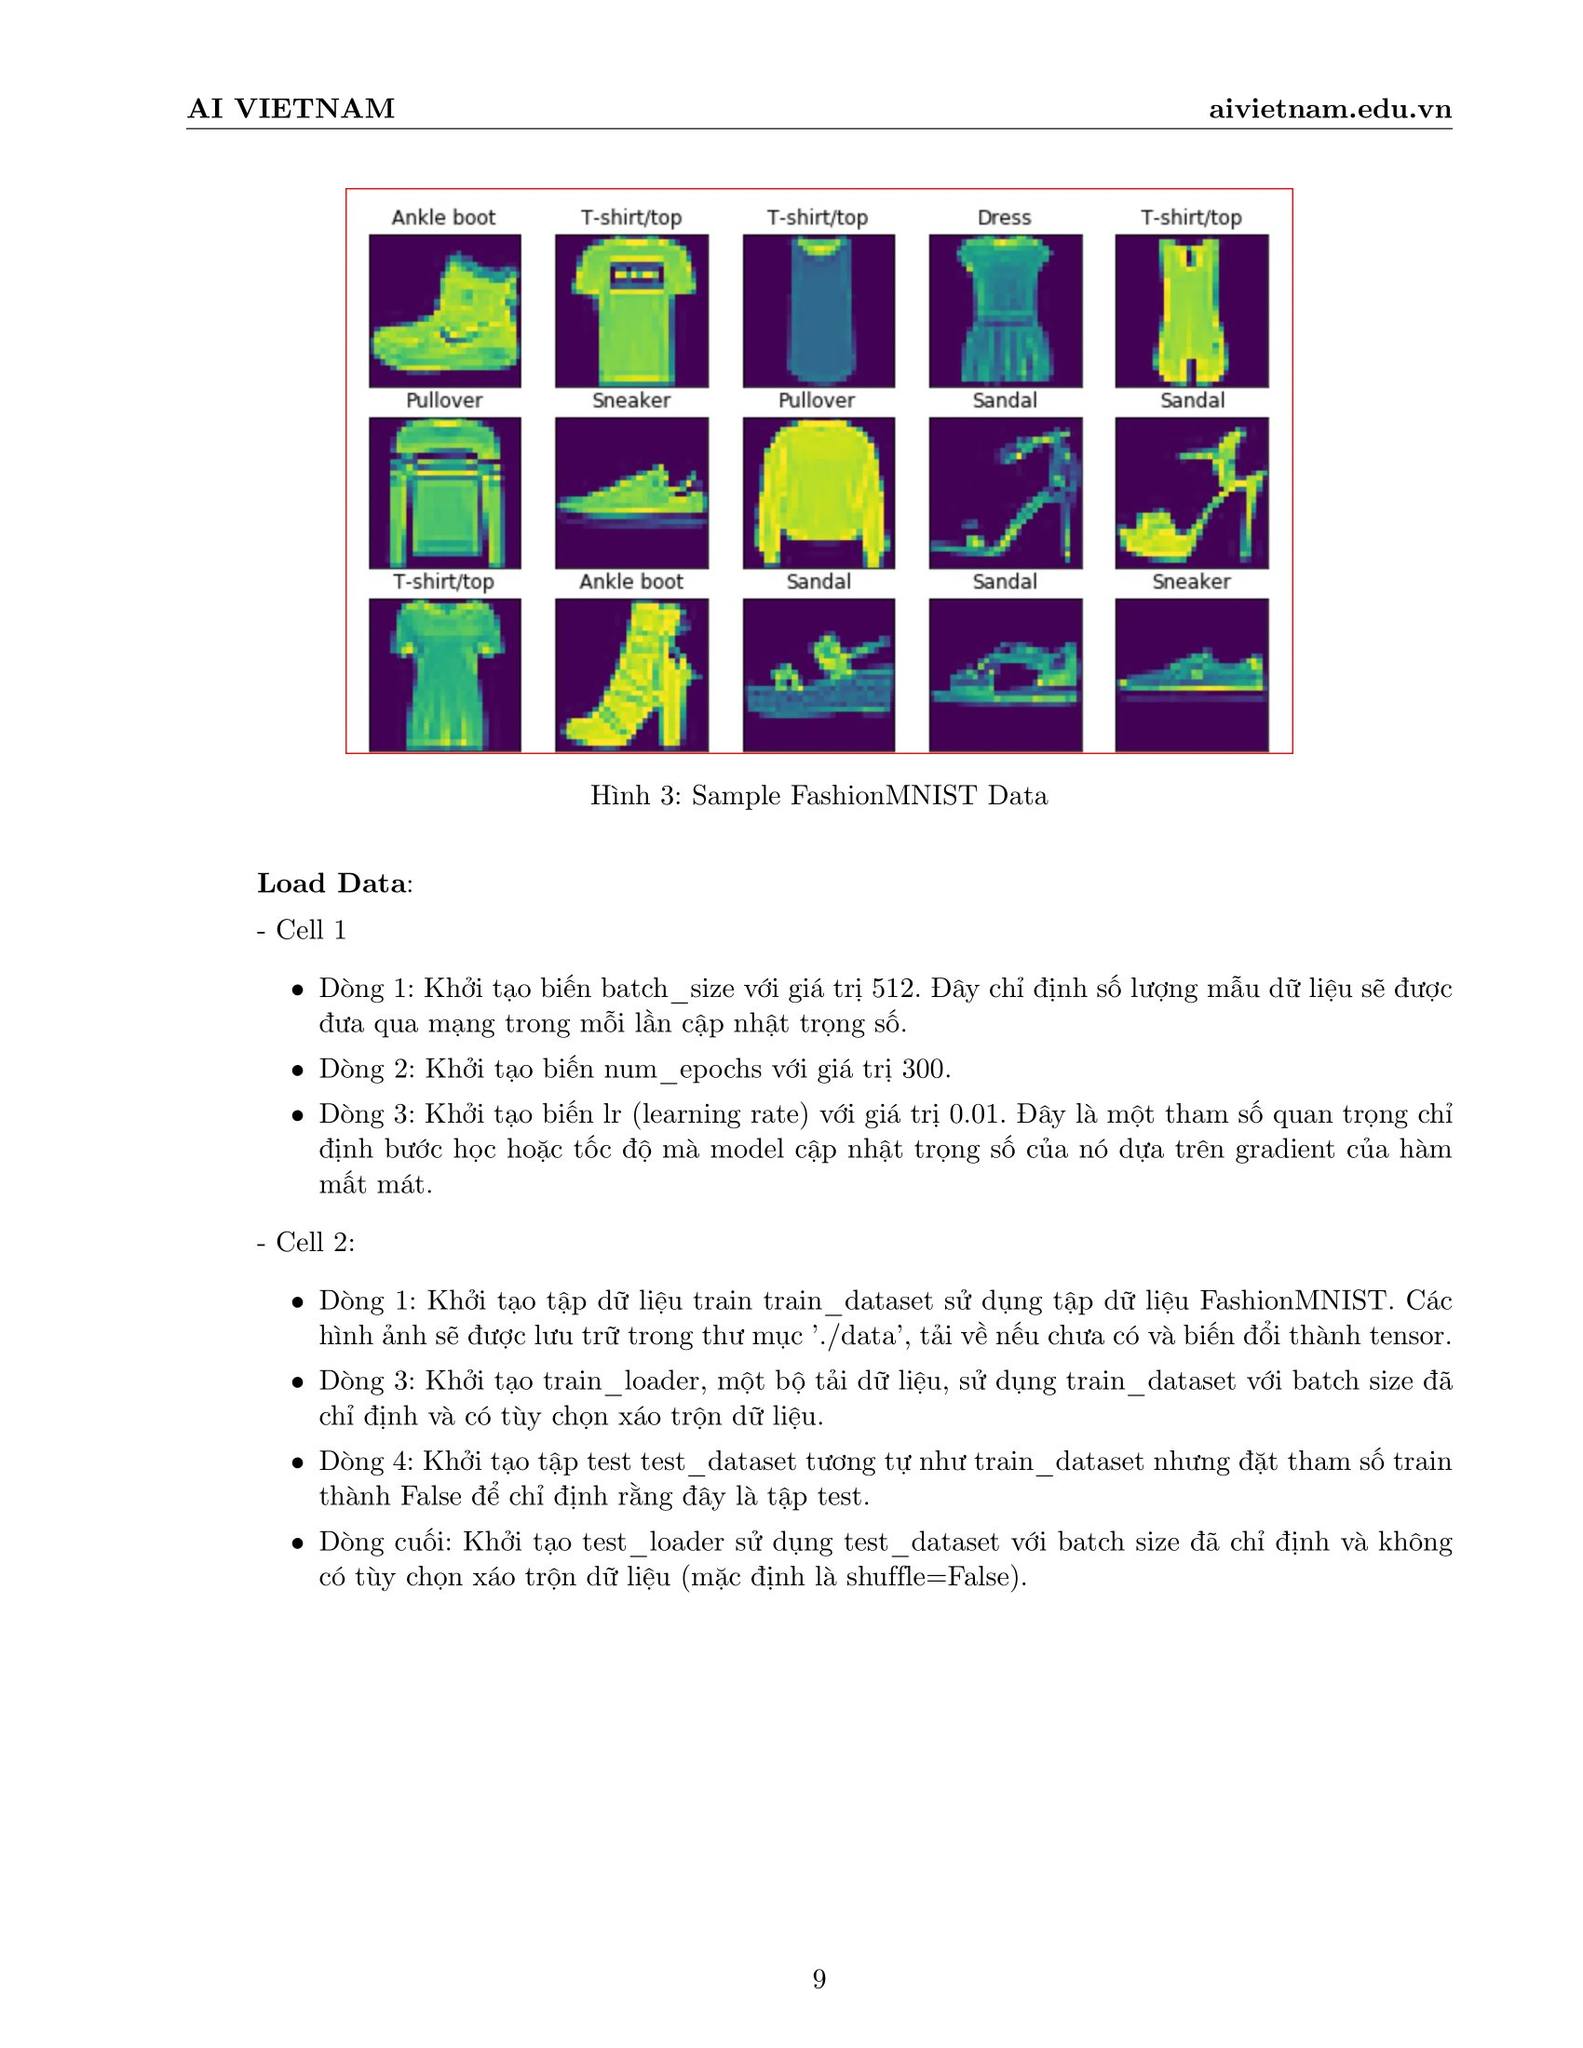 AI VIETNAM aivietnam.edu.vn
Ankle boot T-shirt/top T-shirt/top Dress T-shirt/top
Pullover Sneaker Pullover Sandal Sandal
T-shirt/top Ankle boot Sandal Sandal Sneaker
Hình 3: Sample FashionMNIST Data
Load Data:
- Cell 1
• Dòng 1: Khởi tạo biến batch_size với giá trị 512. Đây chỉ định số lượng mẫu dữ liệu sẽ được
đưa qua mạng trong mỗi lần cập nhật trọng số.
• Dòng 2: Khởi tạo biến num_epochs với giá trị 300.
• Dòng 3: Khởi tạo biến lr (learning rate) với giá trị 0.01. Đây là một tham số quan trọng chỉ
định bước học hoặc tốc độ mà model cập nhật trọng số của nó dựa trên gradient của hàm
mất mát.
- Cell 2:
• Dòng 1: Khởi tạo tập dữ liệu train train_dataset sử dụng tập dữ liệu FashionMNIST. Các
hình ảnh sẽ được lưu trữ trong thư mục './data', tải về nếu chưa có và biến đổi thành tensor.
• Dòng 3: Khởi tạo train_loader, một bộ tải dữ liệu, sử dụng train_dataset với batch size đã
chỉ định và có tùy chọn xáo trộn dữ liệu.
• Dòng 4: Khởi tạo tập test test_dataset tương tự như train_dataset nhưng đặt tham số train
thành False để chỉ định rằng đây là tập test.
• Dòng cuối: Khởi tạo test_loader sử dụng test_dataset với batch size đã chỉ định và không
có tùy chọn xáo trộn dữ liệu (mặc định là shuffle=False).
9